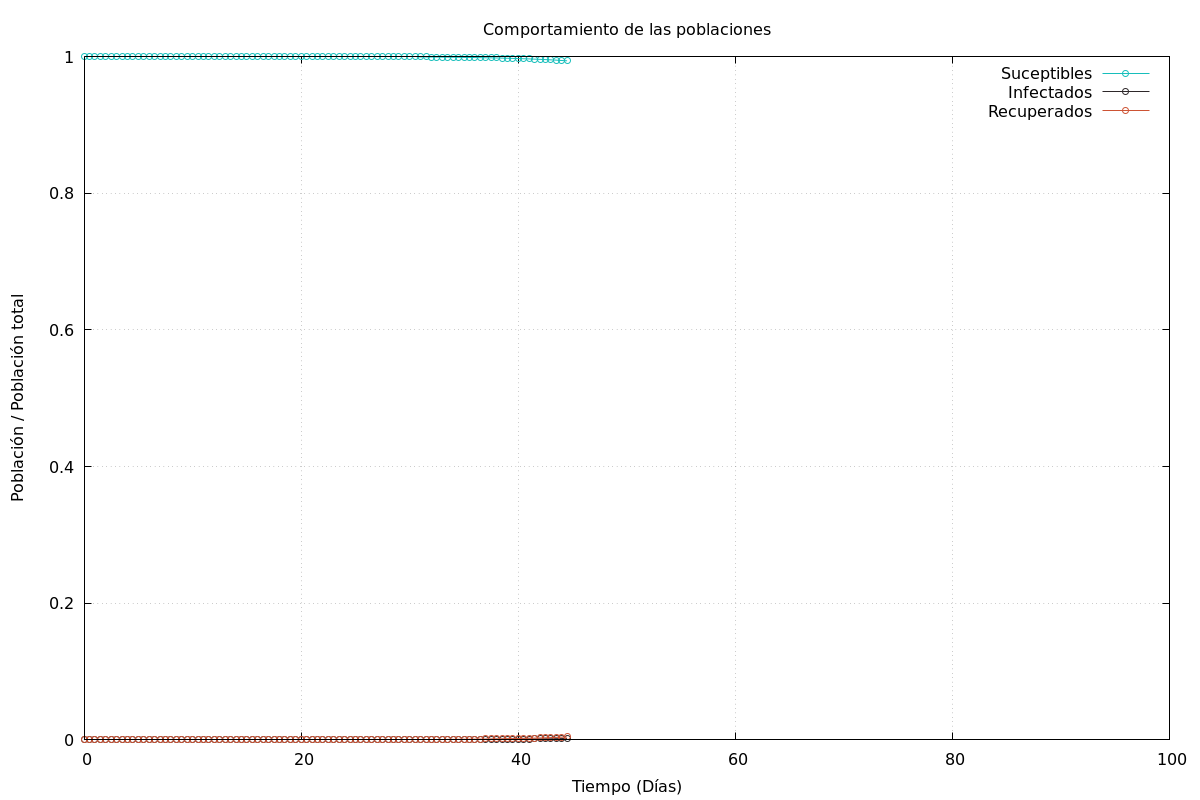 Comportamiento de las poblaciones
Suceptibles
Infectados
Recuperados
1
0.8
0.6
0.4
0.2
0
0 20 40 60 80 100
Población / Población total
Tiempo (Días)